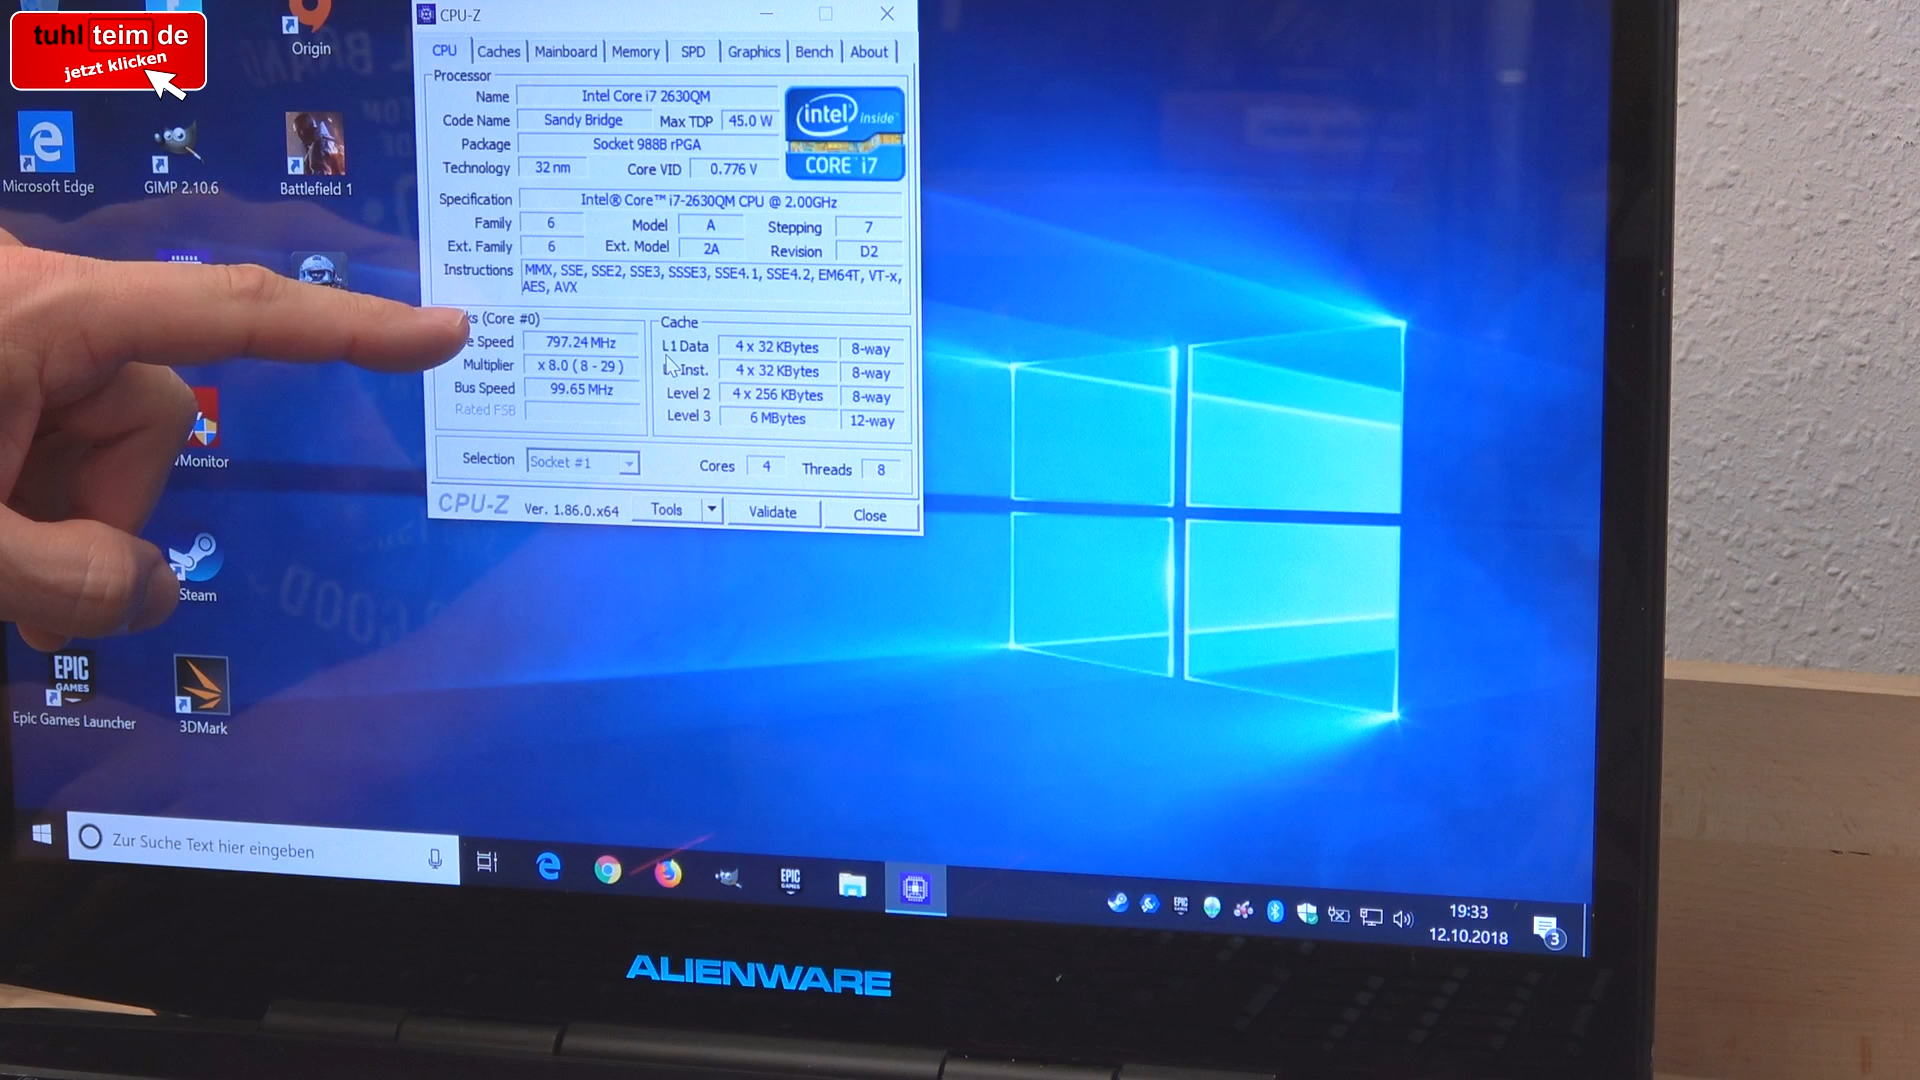 tuhl teim de
jetzt klicken
Origin
Microsoft Edge
GIMP 2.10.6
Battlefield 1
Monitor
Steam
EPIC
GAMES
Epic Games Launcher
3DMark
CPU-Z
CPU Caches Mainboard Memory SPD Graphics Bench About
Processor
Name Intel Core i7 2630QM
Code Name Sandy Bridge Max TDP 45.0 W
Package Socket 988B rPGA
Technology 32 nm Core VID 0.776 V
intel inside
CORE i7
Specification Intel® Core™ i7-2630QM CPU @ 2.00GHz
Family 6 Model A Stepping 7
Ext. Family 6 Ext. Model 2A Revision D2
Instructions MMX, SSE, SSE2, SSE3, SSSE3, SSE4.1, SSE4.2, EM64T, VT-x,
AES, AVX
ks (Core #0)
e Speed 797.24 MHz
Multiplier x 8.0 ( 8 - 29 )
Bus Speed 99.65 MHz
Rated FSB
Cache
L1 Data 4 x 32 KBytes 8-way
Inst. 4 x 32 KBytes 8-way
Level 2 4 x 256 KBytes 8-way
Level 3 6 MBytes 12-way
Selection Socket #1 Cores 4 Threads 8
CPU-Z Ver. 1.86.0.x64 Tools Validate Close
Zur Suche Text hier eingeben
EPIC
GAMES
EPIC
19:33
12.10.2018
3
ALIENWARE